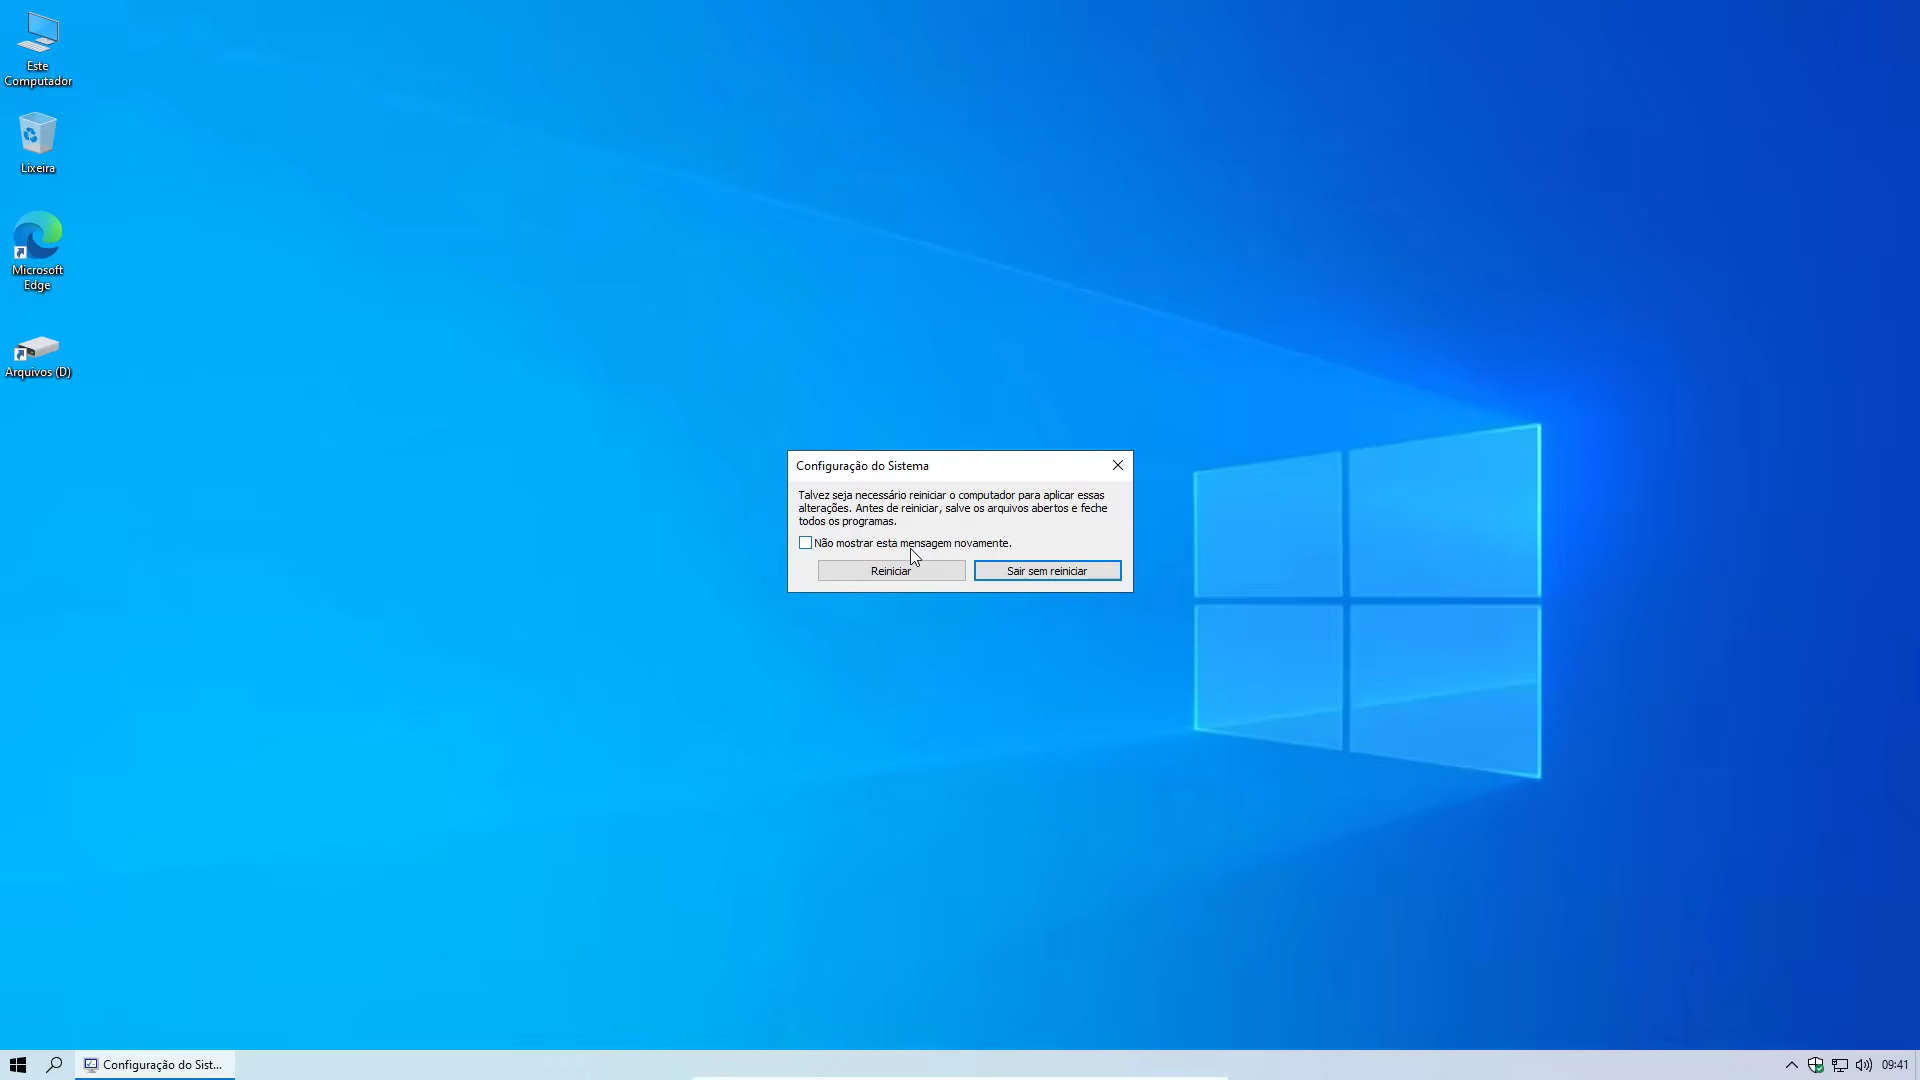 Este
Computador
Lixeira
Microsoft
Edge
Arquivos (D)
Configuração do Sistema
Talvez seja necessário reiniciar o computador para aplicar essas
alterações. Antes de reiniciar, salve os arquivos abertos e feche
todos os programas.
Não mostrar esta mensagem novamente.
Reiniciar
Sair sem reiniciar
Configuração do Sist...
09:41